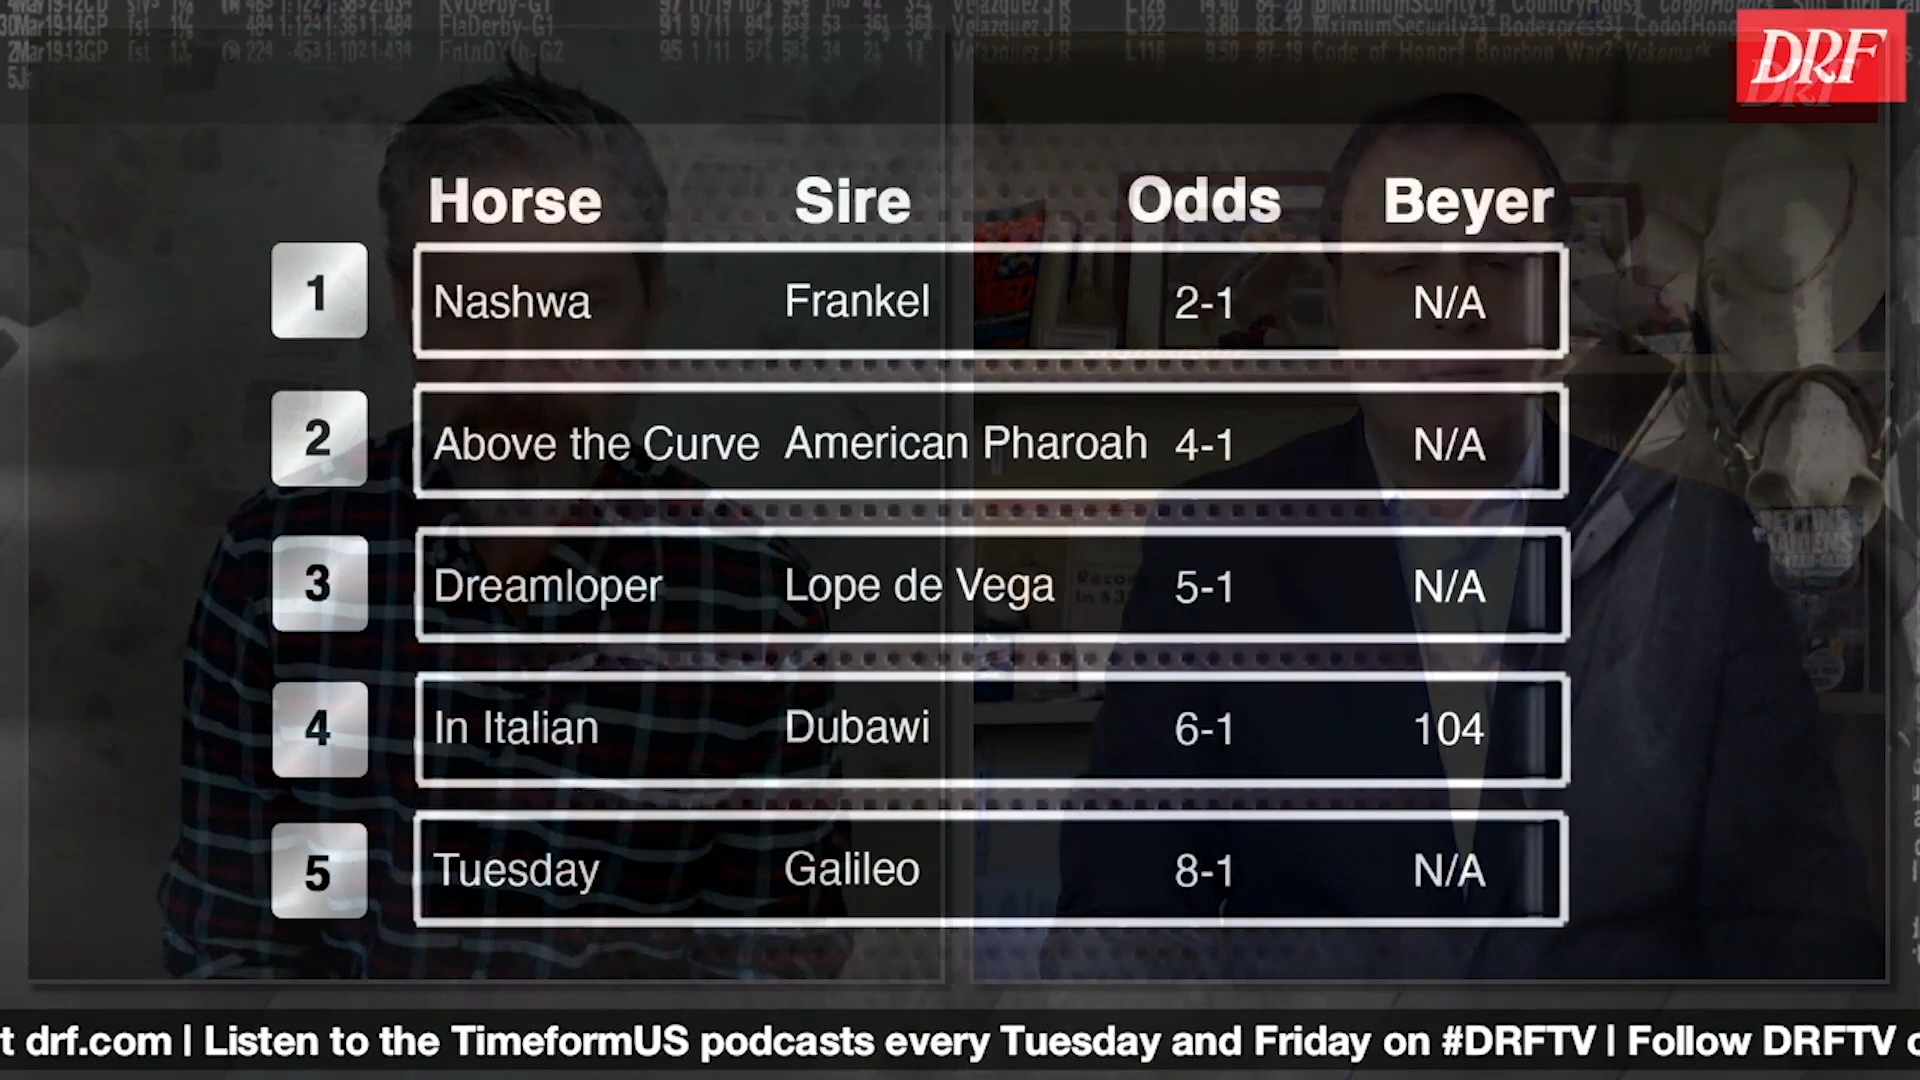 DRF
Horse Sire Odds Beyer
1 Nashwa Frankel 2-1 N/A
2 Above the Curve American Pharoah 4-1 N/A
3 Dreamloper Lope de Vega 5-1 N/A
4 In Italian Dubawi 6-1 104
5 Tuesday Galileo 8-1 N/A
t drf.com | Listen to the TimeformUS podcasts every Tuesday and Friday on #DRFTV | Follow DRFTV